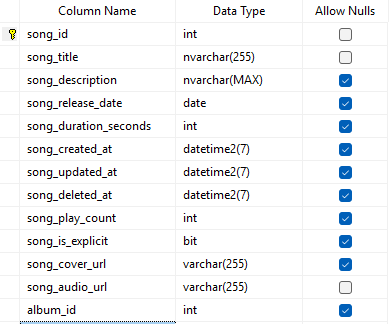 Column Name Data Type Allow Nulls
song_id int
song_title nvarchar(255)
song_description nvarchar(MAX)
song_release_date date
song_duration_seconds int
song_created_at datetime2(7)
song_updated_at datetime2(7)
song_deleted_at datetime2(7)
song_play_count int
song_is_explicit bit
song_cover_url varchar(255)
song_audio_url varchar(255)
album_id int